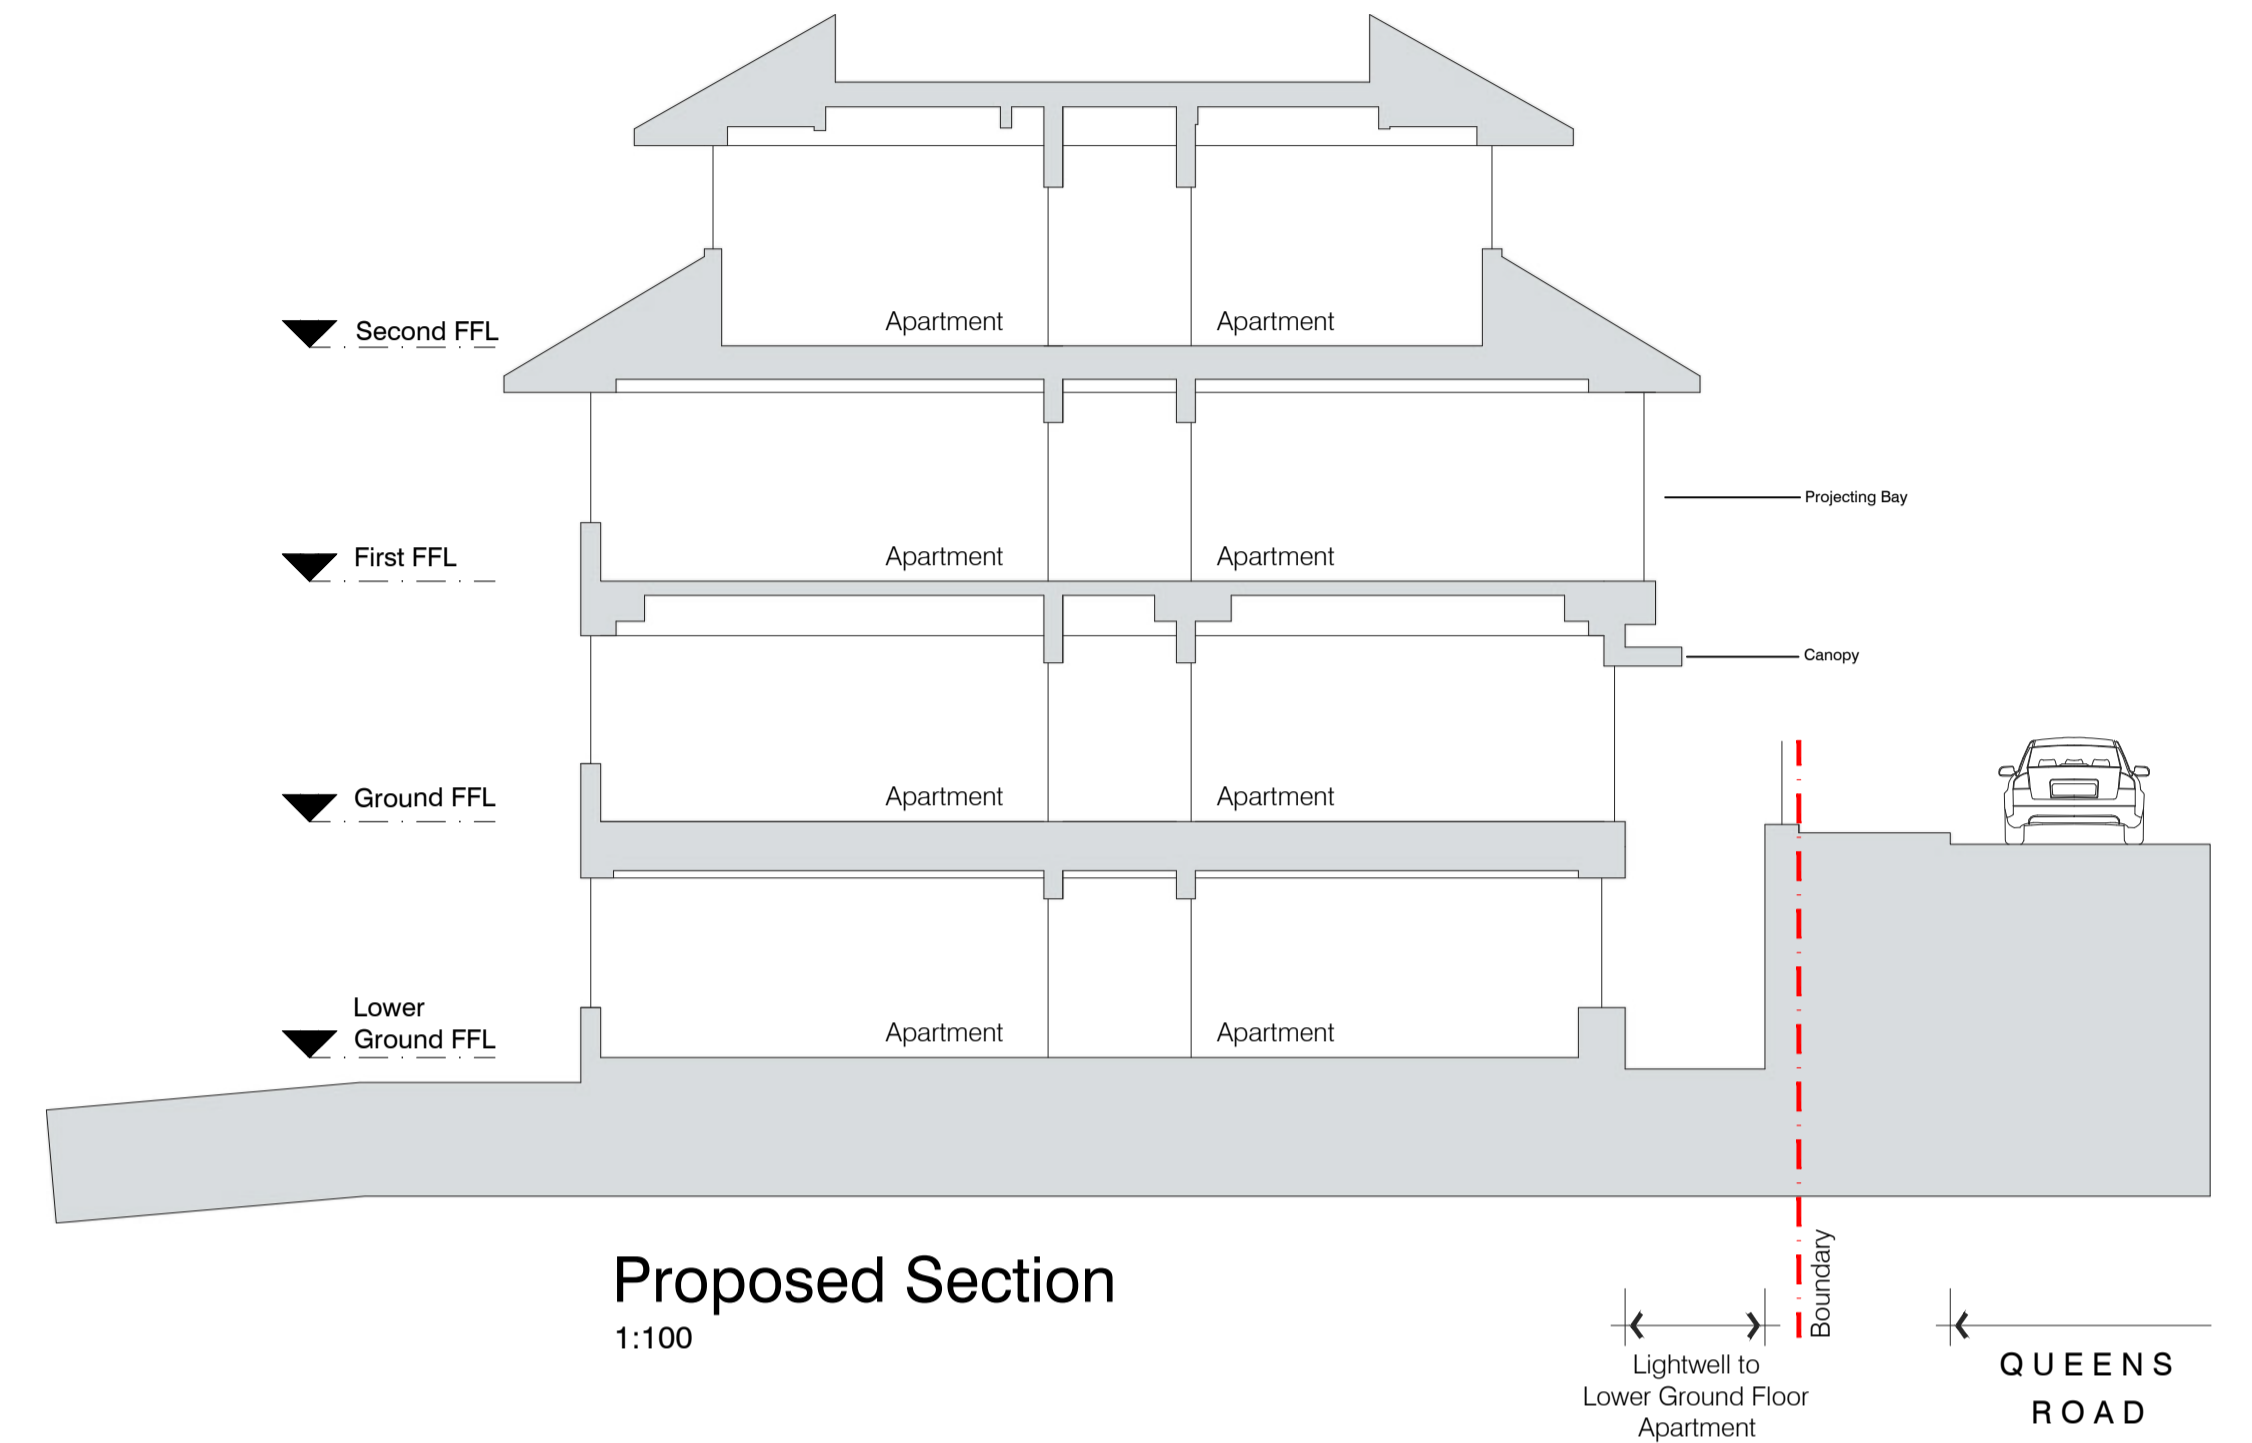 Apartment Apartment
Second FFL
Projecting Bay
First FFL
Apartment Apartment
Canopy
Ground FFL
Apartment Apartment
Lower
Ground FFL
Apartment Apartment
Boundary
Proposed Section
1:100
Lightwell to
Lower Ground Floor
Apartment
QUEENS
ROAD